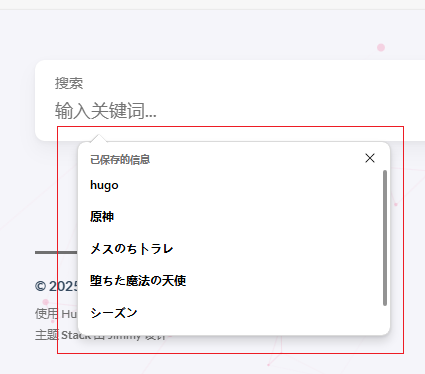 搜索
输入关键词...
已保存的信息
hugo
原神
メスのち卜ラレ
堕ちた魔法の天使
シーズン
© 2025
使用 Hu
主题 Stack 由 Jimmy 设计